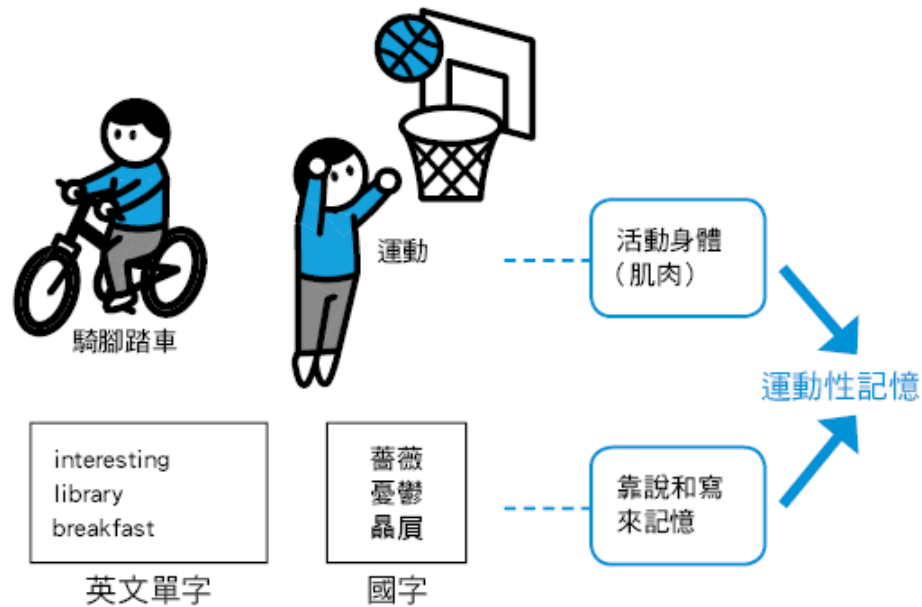 騎腳踏車
運動
活動身體
（肌肉）
運動性記憶
interesting
library
breakfast
英文單字
薔薇
憂鬱
贔屓
國字
靠說和寫
來記憶